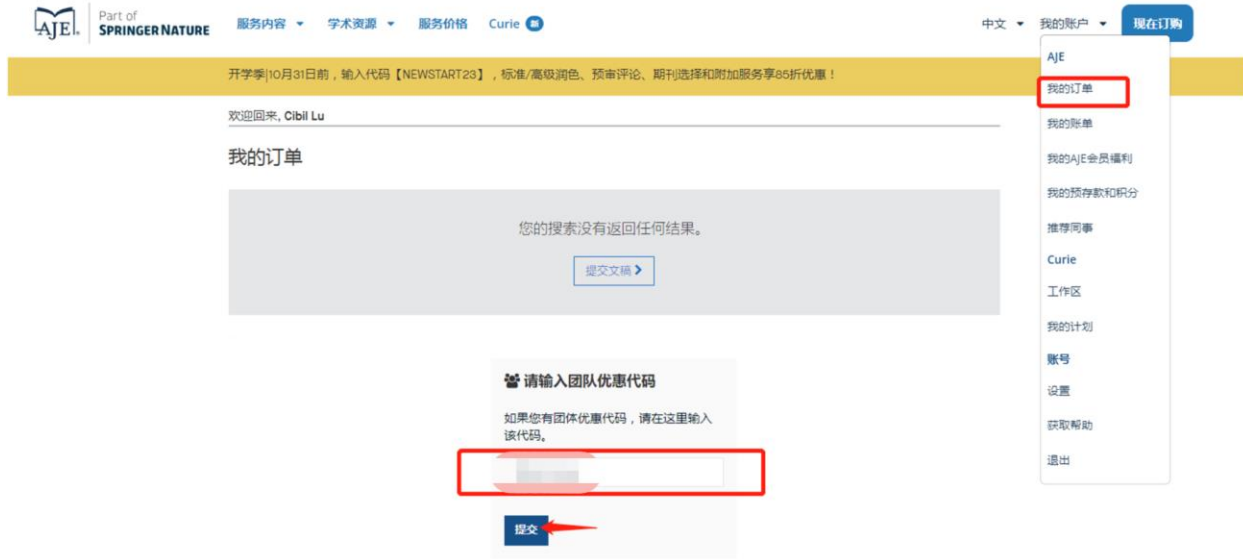 AJE.
Part of
SPRINGER NATURE
服务内容
学术资源
服务价格
Curie 新
中文
我的账户
现在订购
开学季|10月31日前，输入代码【NEWSTART23】，标准/高级润色、预审评论、期刊选择和附加服务享85折优惠！
欢迎回来, Cibil Lu
我的订单
您的搜索没有返回任何结果。
提交文稿
请输入团队优惠代码
如果您有团体优惠代码，请在这里输入
该代码。
提交
AJE
我的订单
我的账单
我的AJE会员福利
我的预存款和积分
推荐同事
Curie
工作区
我的计划
账号
设置
获取帮助
退出